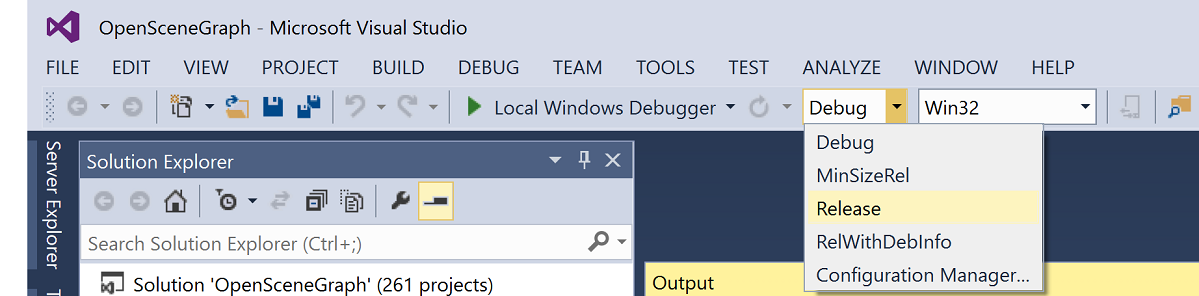 OpenSceneGraph - Microsoft Visual Studio
FILE EDIT VIEW PROJECT BUILD DEBUG TEAM TOOLS TEST ANALYZE WINDOW HELP
Local Windows Debugger Debug Win32
Debug
MinSizeRel
Release
RelWithDebInfo
Configuration Manager...
Server Explorer
Solution Explorer
Search Solution Explorer (Ctrl+;)
Solution 'OpenSceneGraph' (261 projects)
Output